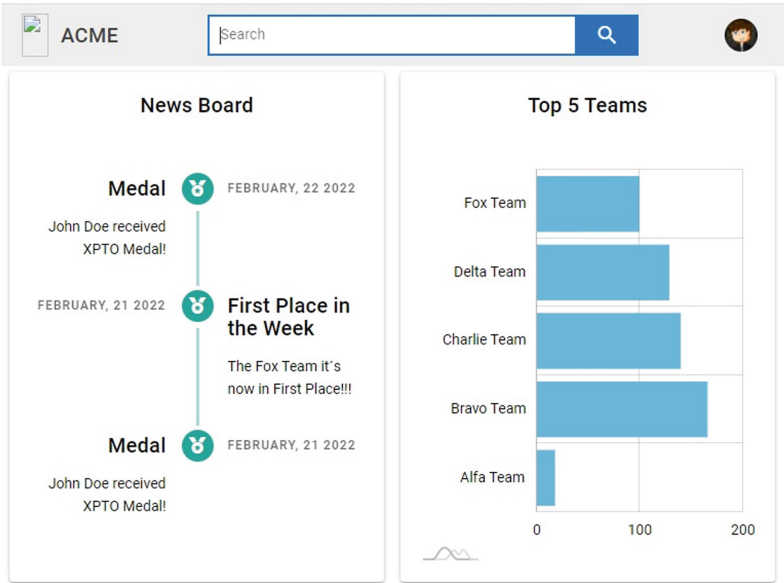 ACME
Search
News Board
Medal
FEBRUARY, 22 2022
John Doe received
XPTO Medal!
FEBRUARY, 21 2022
First Place in
the Week
The Fox Team it´s
now in First Place!!!
Medal
FEBRUARY, 21 2022
John Doe received
XPTO Medal!
Top 5 Teams
Fox Team
Delta Team
Charlie Team
Bravo Team
Alfa Team
0 100 200